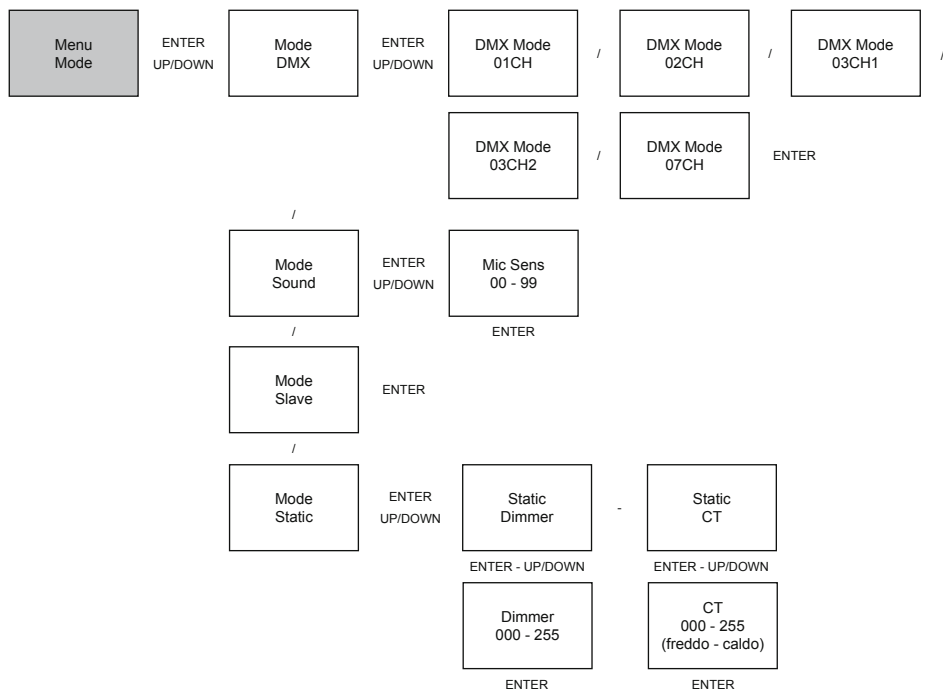 Menu
Mode
ENTER
UP/DOWN
Mode
DMX
ENTER
UP/DOWN
DMX Mode
01CH
/
DMX Mode
02CH
/
DMX Mode
03CH1
/
DMX Mode
03CH2
/
DMX Mode
07CH
ENTER
/
Mode
Sound
ENTER
UP/DOWN
Mic Sens
00 - 99
ENTER
/
Mode
Slave
ENTER
/
Mode
Static
ENTER
UP/DOWN
Static
Dimmer
-
Static
CT
ENTER - UP/DOWN
ENTER - UP/DOWN
Dimmer
000 - 255
CT
000 - 255
(freddo - caldo)
ENTER
ENTER